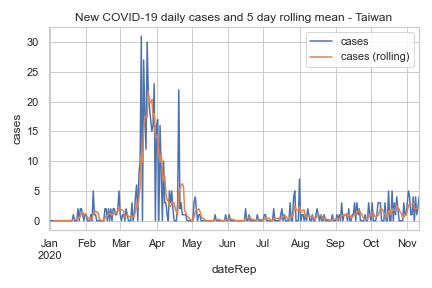 New COVID-19 daily cases and 5 day rolling mean - Taiwan
cases
cases (rolling)
30
25
20
15
10
5
0
cases
Jan Feb Mar Apr May Jun Jul Aug Sep Oct Nov
2020
dateRep